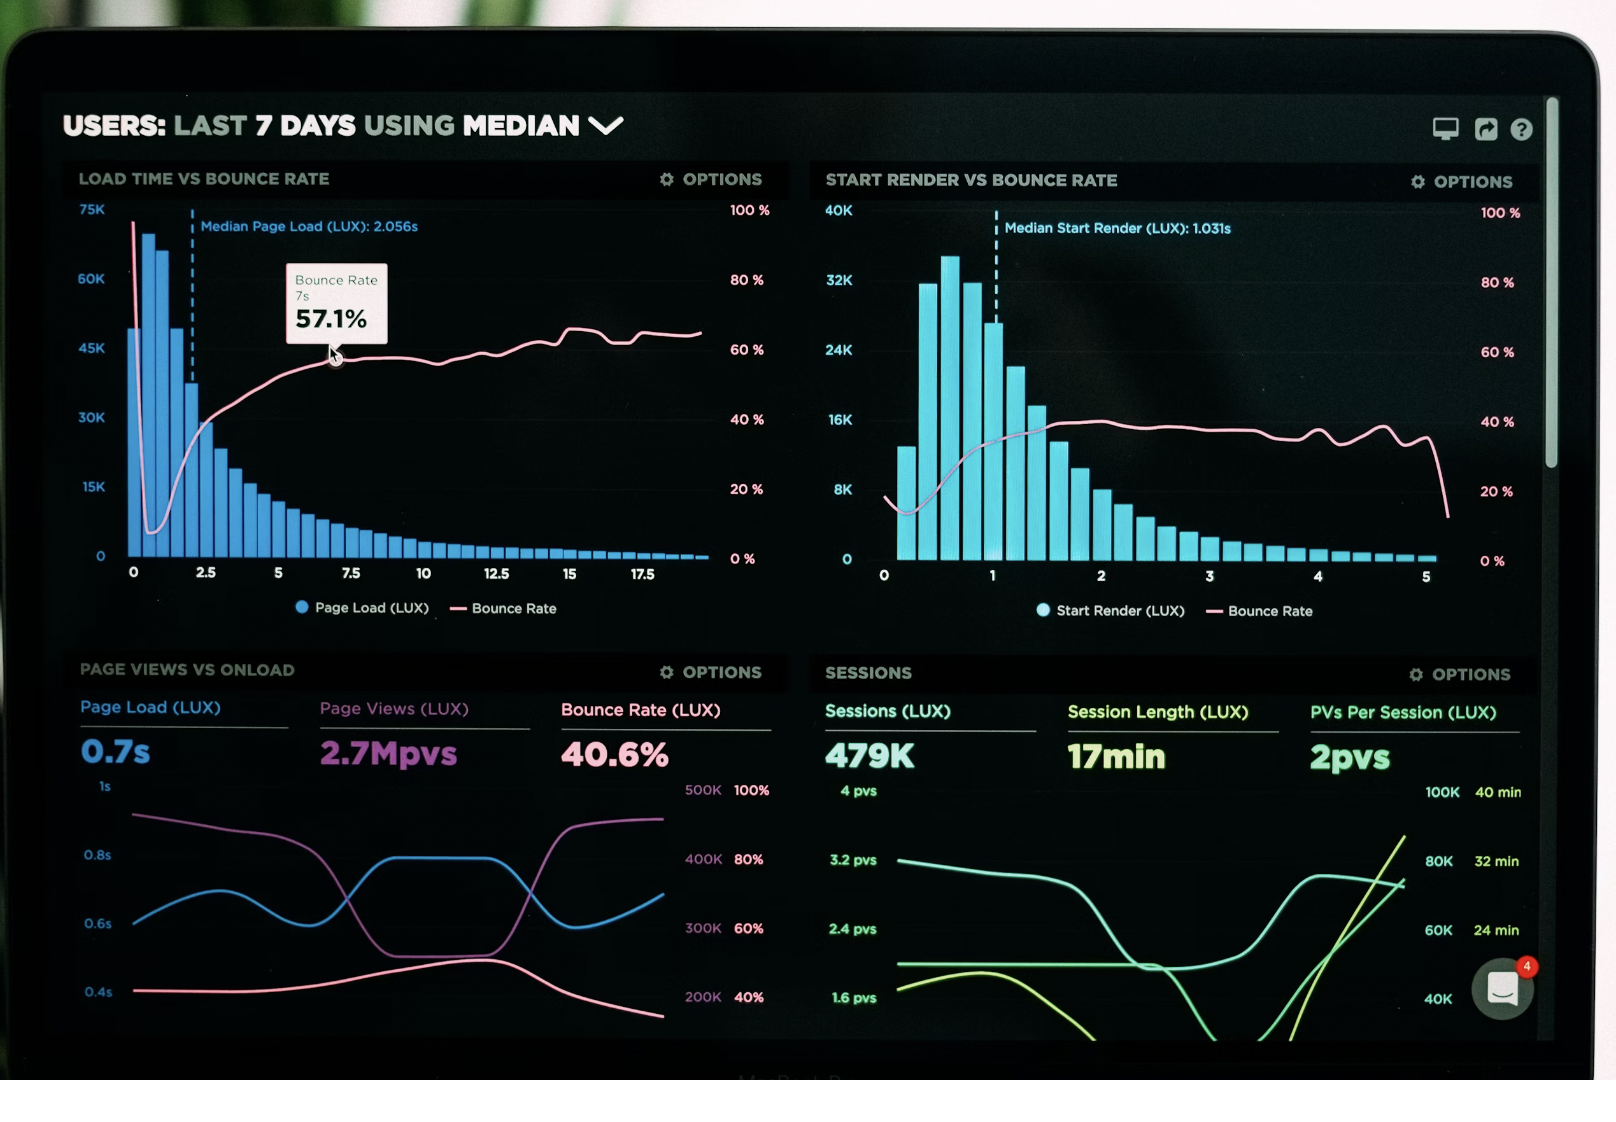 USERS: LAST 7 DAYS USING MEDIAN
LOAD TIME VS BOUNCE RATE
OPTIONS
75K
60K
45K
30K
15K
0
Median Page Load (LUX): 2.056s
Bounce Rate
7s
57.1%
100 %
80 %
60 %
40 %
20 %
0 %
0 2.5 5 7.5 10 12.5 15 17.5
Page Load (LUX) Bounce Rate
START RENDER VS BOUNCE RATE
OPTIONS
40K
32K
24K
16K
8K
0
Median Start Render (LUX): 1.031s
100 %
80 %
60 %
40 %
20 %
0 %
0 1 2 3 4 5
Start Render (LUX) Bounce Rate
PAGE VIEWS VS ONLOAD
OPTIONS
Page Load (LUX) Page Views (LUX) Bounce Rate (LUX)
0.7s 2.7Mpvs 40.6%
1s
0.8s
0.6s
0.4s
500K 100%
400K 80%
300K 60%
200K 40%
SESSIONS
OPTIONS
Sessions (LUX) Session Length (LUX) PVs Per Session (LUX)
479K 17min 2pvs
4 pvs
3.2 pvs
2.4 pvs
1.6 pvs
100K 40 min
80K 32 min
60K 24 min
40K
4